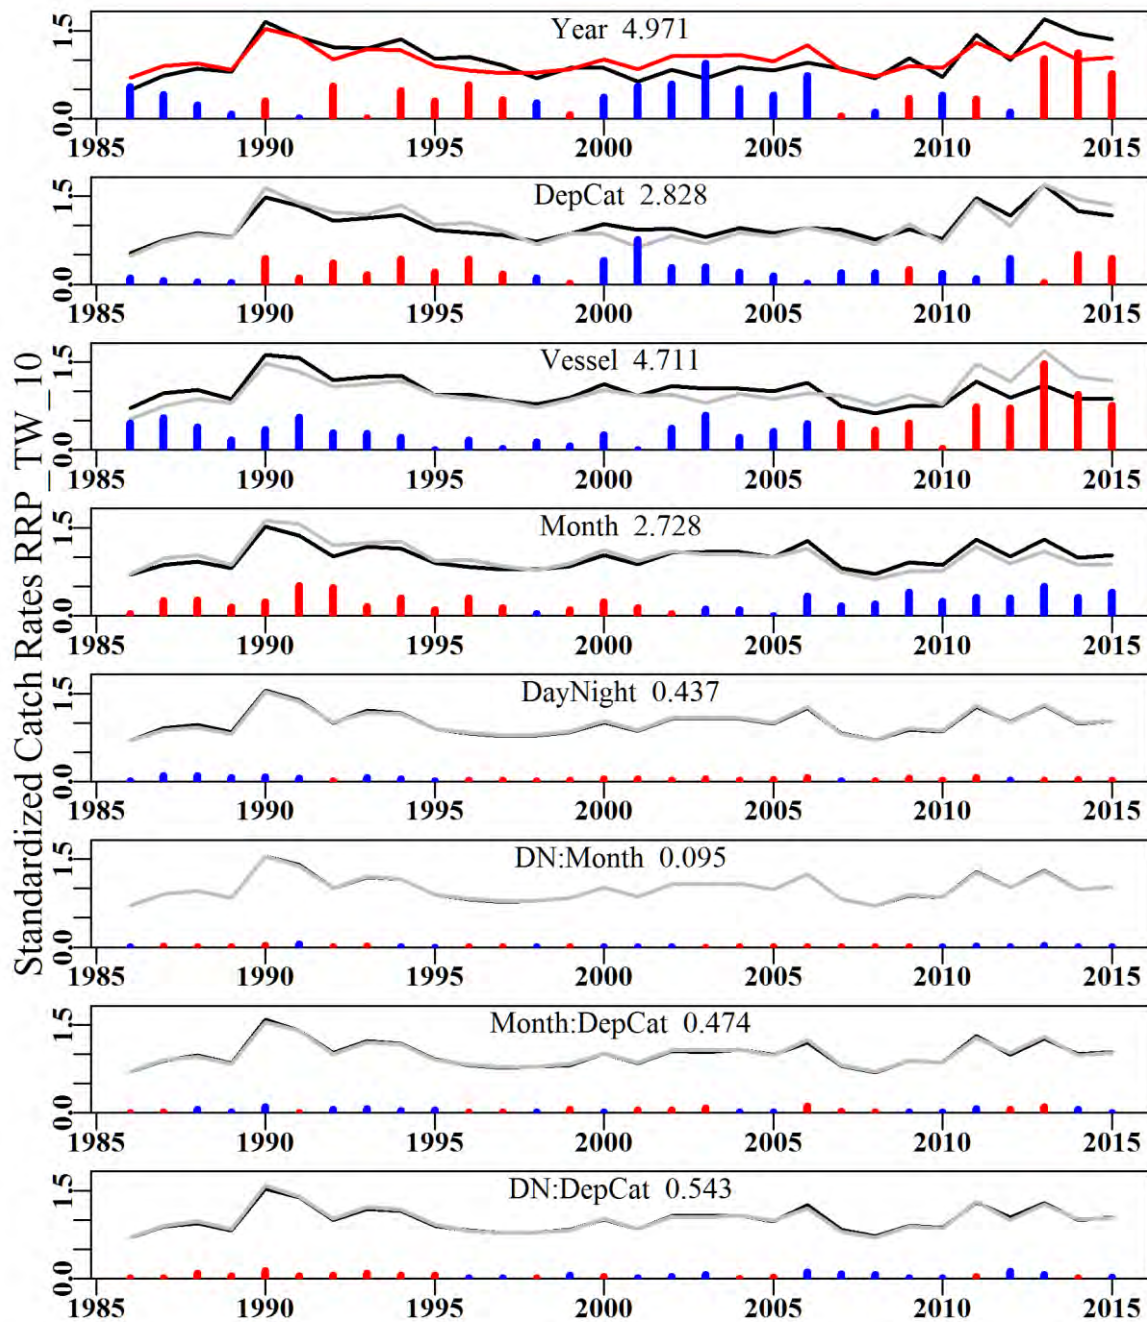 Standardized Catch Rates RRP_TW_10
Year 4.971
1.5
0.0
1985 1990 1995 2000 2005 2010 2015
DepCat 2.828
1.5
0.0
1985 1990 1995 2000 2005 2010 2015
Vessel 4.711
1.5
0.0
1985 1990 1995 2000 2005 2010 2015
Month 2.728
1.5
0.0
1985 1990 1995 2000 2005 2010 2015
DayNight 0.437
1.5
0.0
1985 1990 1995 2000 2005 2010 2015
DN:Month 0.095
1.5
0.0
1985 1990 1995 2000 2005 2010 2015
Month:DepCat 0.474
1.5
0.0
1985 1990 1995 2000 2005 2010 2015
DN:DepCat 0.543
1.5
0.0
1985 1990 1995 2000 2005 2010 2015